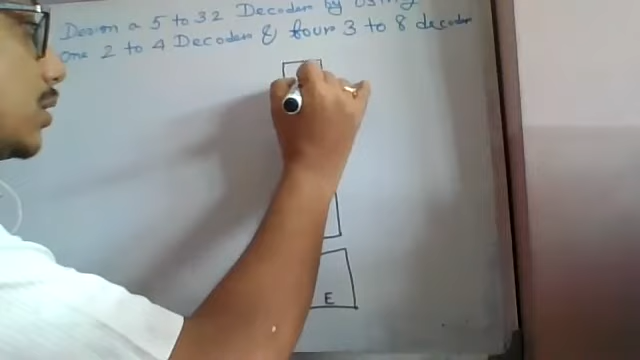 Design a 5 to 32 Decoder by using
one 2 to 4 Decoder & four 3 to 8 decoder
E